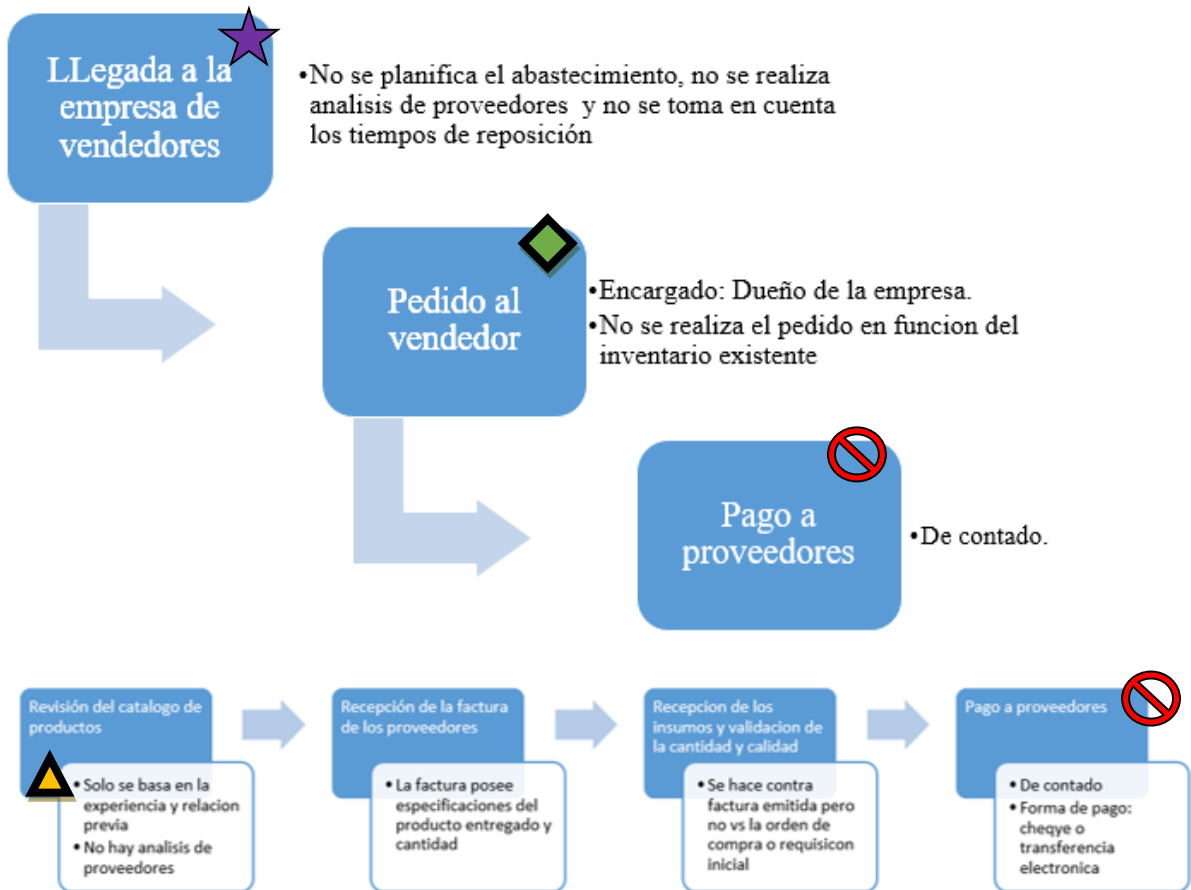 LLegada a la
empresa de
vendedores
•No se planifica el abastecimiento, no se realiza
analisis de proveedores y no se toma en cuenta
los tiempos de reposición
Pedido al
vendedor
•Encargado: Dueño de la empresa.
•No se realiza el pedido en funcion del
inventario existente
Pago a
proveedores
•De contado.
Revisión del catalogo de
productos
• Solo se basa en la
experiencia y relacion
previa
• No hay analisis de
proveedores
Recepción de la factura
de los proveedores
• La factura posee
especificaciones del
producto entregado y
cantidad
Recepcion de los
insumos y validacion de
la cantidad y calidad
• Se hace contra
factura emitida pero
no vs la orden de
compra o requisicon
inicial
Pago a proveedores
• De contado
• Forma de pago:
cheqye o
transferencia
electronica